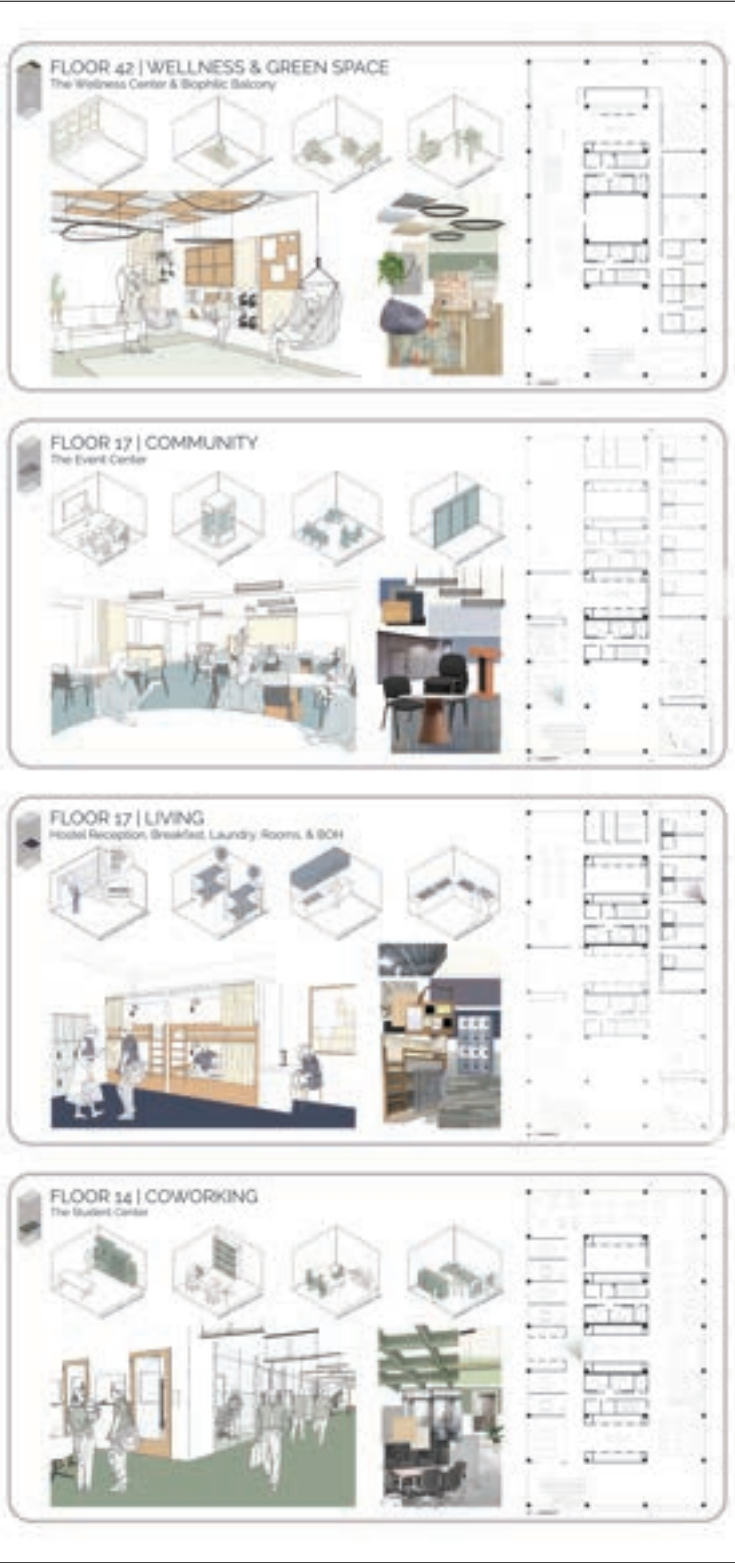 FLOOR 42 | WELLNESS & GREEN SPACE
The Wellness Center & Biophilic Balcony
FLOOR 17 | COMMUNITY
The Event Center
FLOOR 17 | LIVING
Hostel Reception, Breakfast, Laundry, Rooms, & BOH
FLOOR 14 | COWORKING
The Student Center